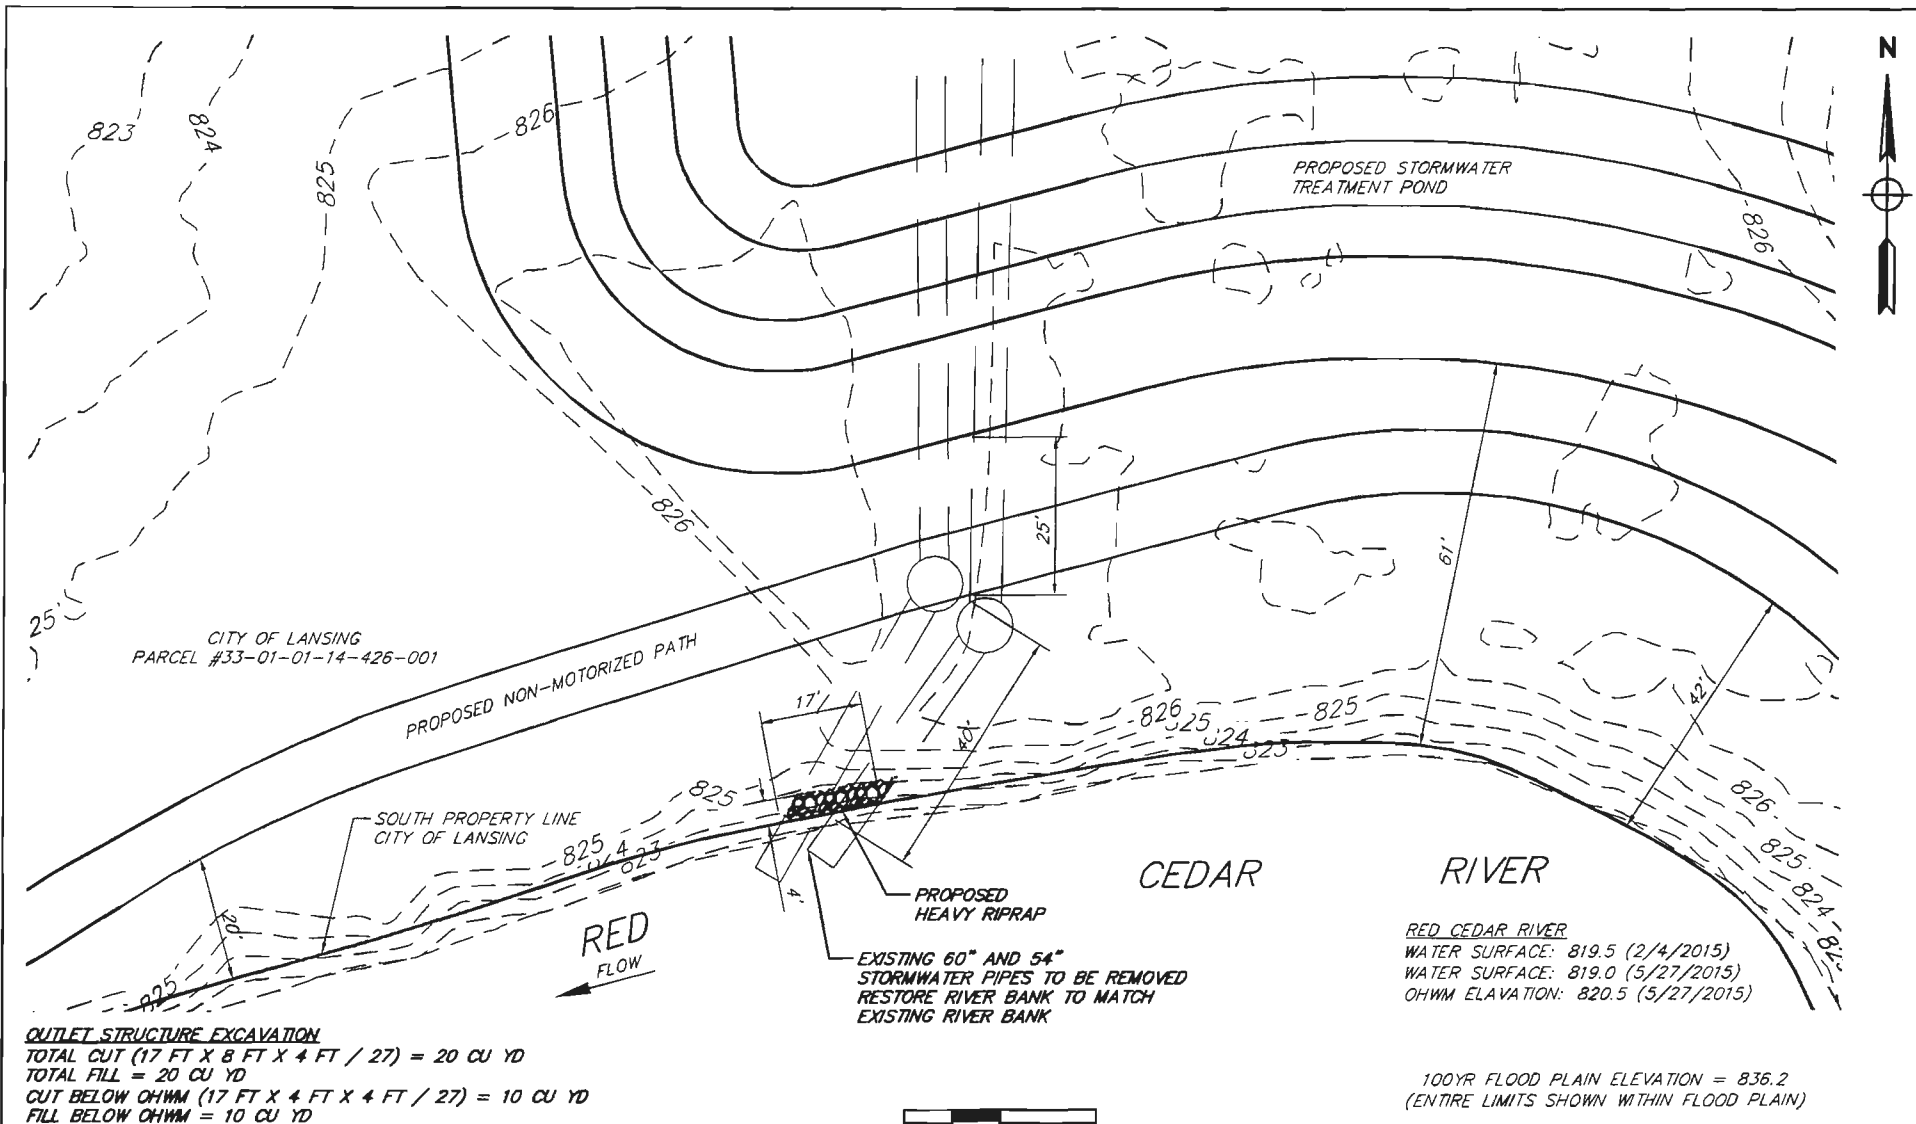 N
823
824
825
826
PROPOSED STORMWATER
TREATMENT POND
826
826
25'
61'
25'
CITY OF LANSING
PARCEL #33-01-01-14-426-001
PROPOSED NON-MOTORIZED PATH
17'
40'
42'
826
825
824
823
825
825
826
825
824
SOUTH PROPERTY LINE
CITY OF LANSING
825
823
20'
4'
825
PROPOSED
HEAVY RIPRAP
RED
CEDAR
RIVER
FLOW
EXISTING 60" AND 54"
STORMWATER PIPES TO BE REMOVED
RESTORE RIVER BANK TO MATCH
EXISTING RIVER BANK
RED CEDAR RIVER
WATER SURFACE: 819.5 (2/4/2015)
WATER SURFACE: 819.0 (5/27/2015)
OHWM ELAVATION: 820.5 (5/27/2015)
OUTLET STRUCTURE EXCAVATION
TOTAL CUT (17 FT X 8 FT X 4 FT / 27) = 20 CU YD
TOTAL FILL = 20 CU YD
CUT BELOW OHWM (17 FT X 4 FT X 4 FT / 27) = 10 CU YD
FILL BELOW OHWM = 10 CU YD
100YR FLOOD PLAIN ELEVATION = 836.2
(ENTIRE LIMITS SHOWN WITHIN FLOOD PLAIN)